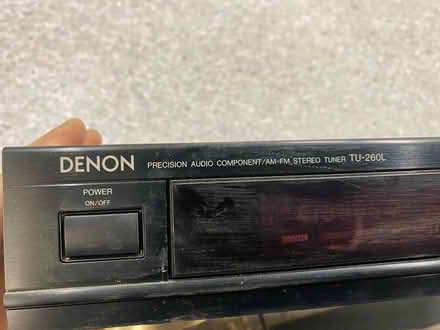 DENON PRECISION AUDIO COMPONENT/AM-FM STEREO TUNER TU-260L
POWER
ON/OFF